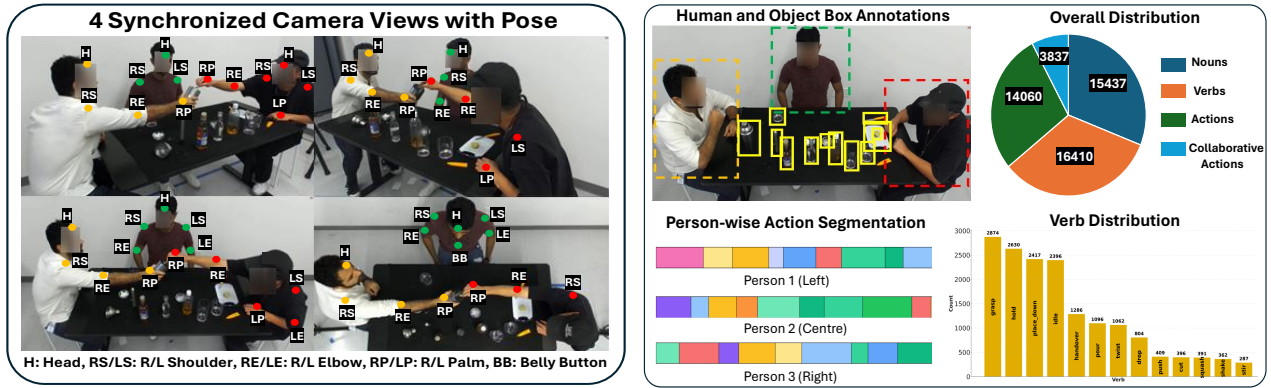 4 Synchronized Camera Views with Pose
H
H
RS
LS
RP
RE
H
LS
RS
RE
RP
LP
RS
H
RP
H
RS
RE
RP
RE
RE
LS
LP
H
H
RS
LS
RS
RE
LE
RE
RP
RP
RE
LS
LP
LE
H
RS
LS
RE
LE
BB
H
RS
RE
RP
RE
RS
H: Head, RS/LS: R/L Shoulder, RE/LE: R/L Elbow, RP/LP: R/L Palm, BB: Belly Button
Human and Object Box Annotations
Overall Distribution
3837
15437
14060
16410
Nouns
Verbs
Actions
Collaborative
Actions
Person-wise Action Segmentation
Person 1 (Left)
Person 2 (Centre)
Person 3 (Right)
Verb Distribution
Count
3000
2500
2000
1500
1000
500
0
2874
2630
2417
2396
1286
1096
1062
804
409
396
391
362
287
grasp
hold
place_down
idle
handover
pour
twist
drop
push
cut
squash
shake
stir
Verb